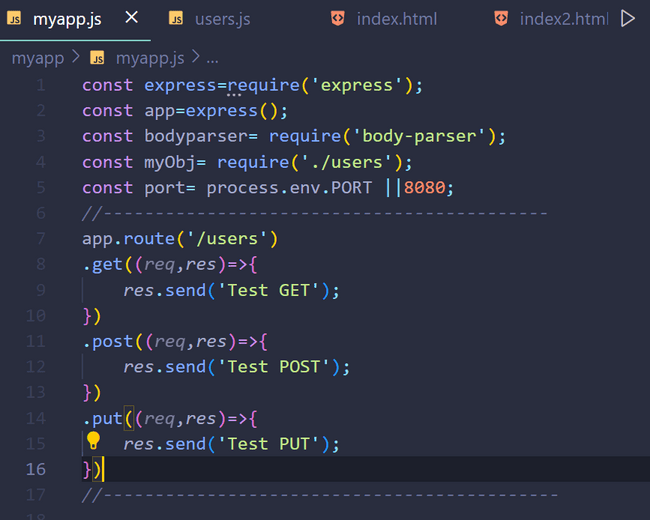 JS myapp.js × JS users.js index.html index2.html
myapp > JS myapp.js > ...
1 const express=require('express');
2 const app=express();
3 const bodyparser= require('body-parser');
4 const myObj= require('./users');
5 const port= process.env.PORT ||8080;
6 //-------------------------------------------
7 app.route('/users')
8 .get((req,res)=>{
9 res.send('Test GET');
10 })
11 .post((req,res)=>{
12 res.send('Test POST');
13 })
14 .put((req,res)=>{
15 res.send('Test PUT');
16 })
17 //--------------------------------------------
18